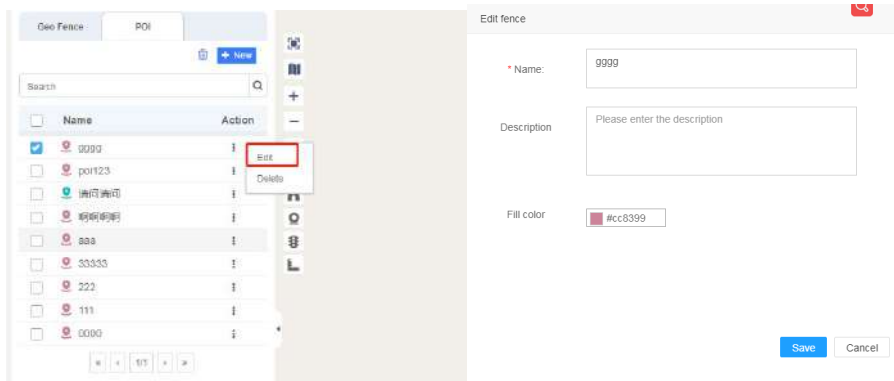 Geo Fence
POI
+ New
Search
Name
Action
gggg
Edit
poi123
Delete
请问请问
啊啊啊啊
aaa
33333
222
111
1/1
Edit fence
* Name:
gggg
Description
Please enter the description
Fill color
#cc8399
Save
Cancel